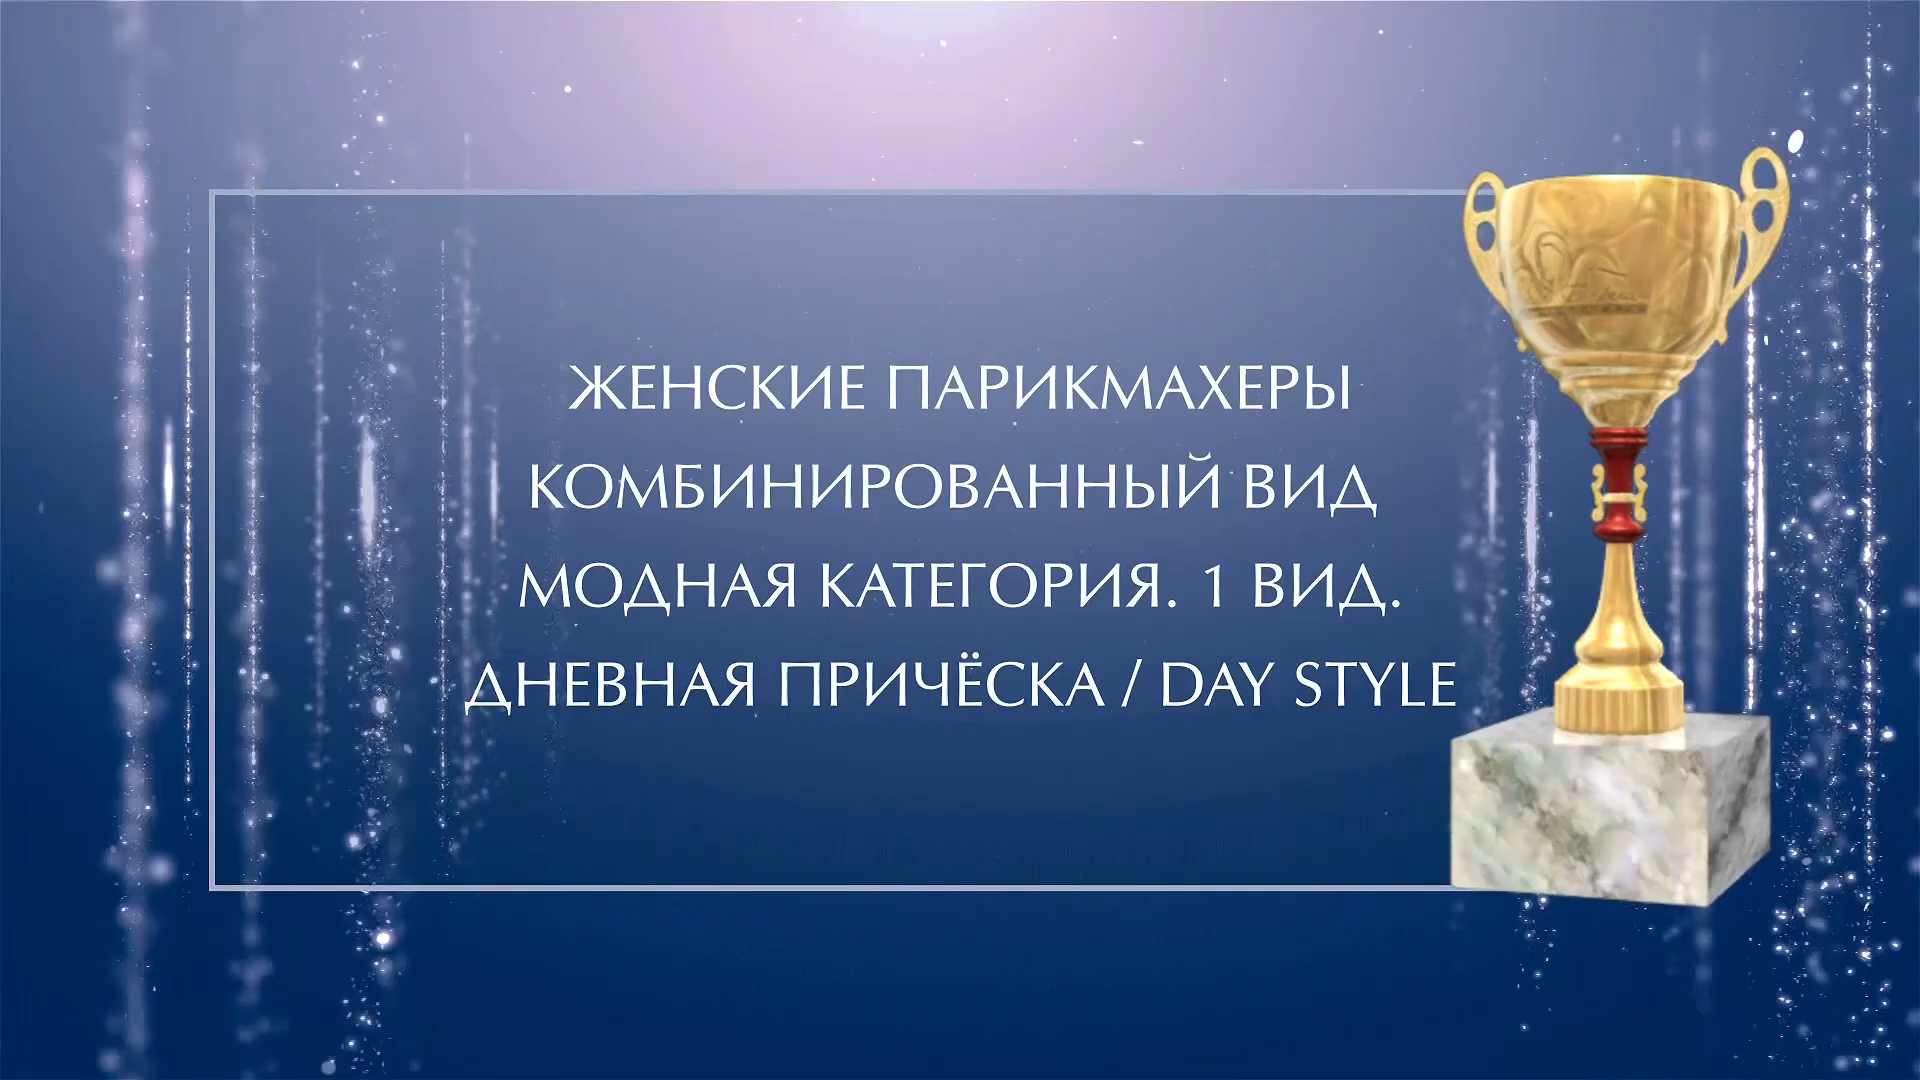 ЖЕНСКИЕ ПАРИКМАХЕРЫ
КОМБИНИРОВАННЫЙ ВИД
МОДНАЯ КАТЕГОРИЯ. 1 ВИД.
ДНЕВНАЯ ПРИЧЁСКА / DAY STYLE